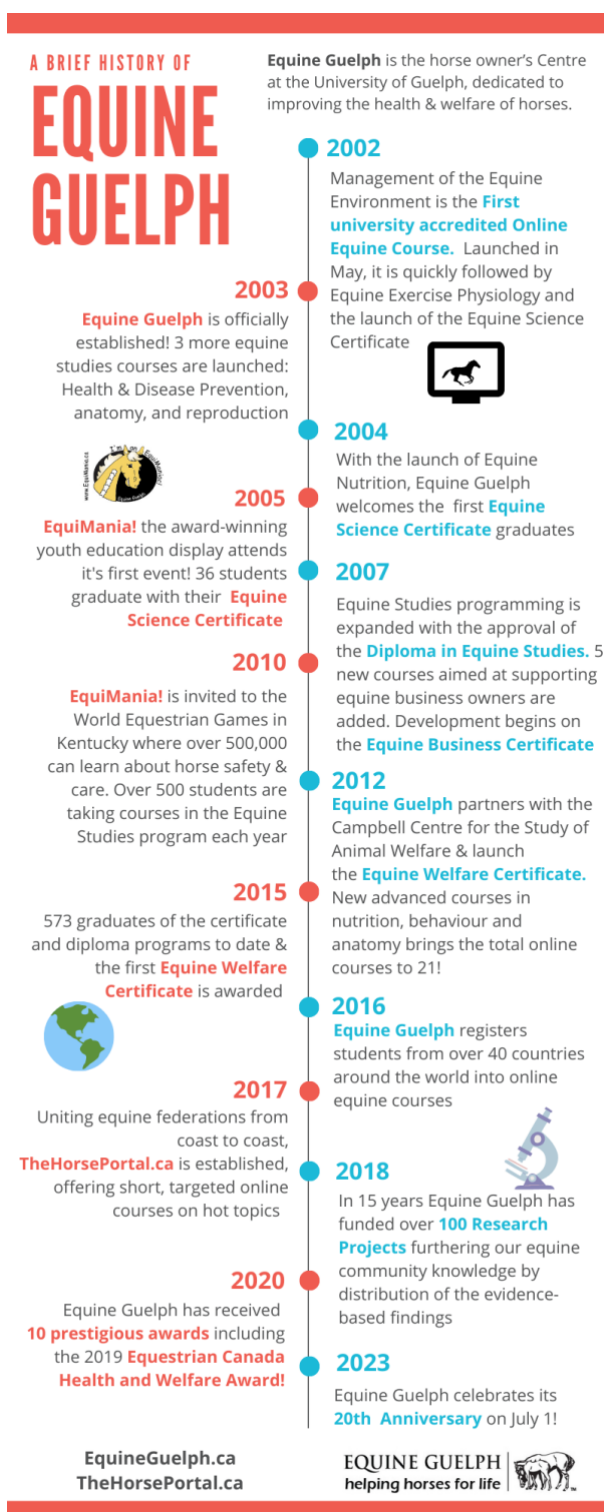 A BRIEF HISTORY OF
EQUINE
GUELPH
Equine Guelph is the horse owner's Centre
at the University of Guelph, dedicated to
improving the health & welfare of horses.
2002
Management of the Equine
Environment is the First
university accredited Online
Equine Course. Launched in
May, it is quickly followed by
Equine Exercise Physiology and
the launch of the Equine Science
Certificate
2003
Equine Guelph is officially
established! 3 more equine
studies courses are launched:
Health & Disease Prevention,
anatomy, and reproduction
2004
With the launch of Equine
Nutrition, Equine Guelph
welcomes the first Equine
Science Certificate graduates
www.EquiMania.ca
Equine Guelph
2005
EquiMania! the award-winning
youth education display attends
it's first event! 36 students
graduate with their Equine
Science Certificate
2007
Equine Studies programming is
expanded with the approval of
the Diploma in Equine Studies. 5
new courses aimed at supporting
equine business owners are
added. Development begins on
the Equine Business Certificate
2010
EquiMania! is invited to the
World Equestrian Games in
Kentucky where over 500,000
can learn about horse safety &
care. Over 500 students are
taking courses in the Equine
Studies program each year
2012
Equine Guelph partners with the
Campbell Centre for the Study of
Animal Welfare & launch
the Equine Welfare Certificate.
New advanced courses in
nutrition, behaviour and
anatomy brings the total online
courses to 21!
2015
573 graduates of the certificate
and diploma programs to date &
the first Equine Welfare
Certificate is awarded
2016
Equine Guelph registers
students from over 40 countries
around the world into online
equine courses
2017
Uniting equine federations from
coast to coast,
TheHorsePortal.ca is established,
offering short, targeted online
courses on hot topics
2018
In 15 years Equine Guelph has
funded over 100 Research
Projects furthering our equine
community knowledge by
distribution of the evidence-
based findings
2020
Equine Guelph has received
10 prestigious awards including
the 2019 Equestrian Canada
Health and Welfare Award!
2023
Equine Guelph celebrates its
20th Anniversary on July 1!
EquineGuelph.ca
TheHorsePortal.ca
EQUINE GUELPH
helping horses for life